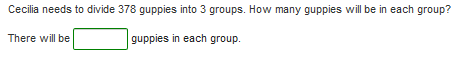 Cecilia needs to divide 378 guppies into 3 groups. How many guppies will be in each group?
There will be guppies in each group.